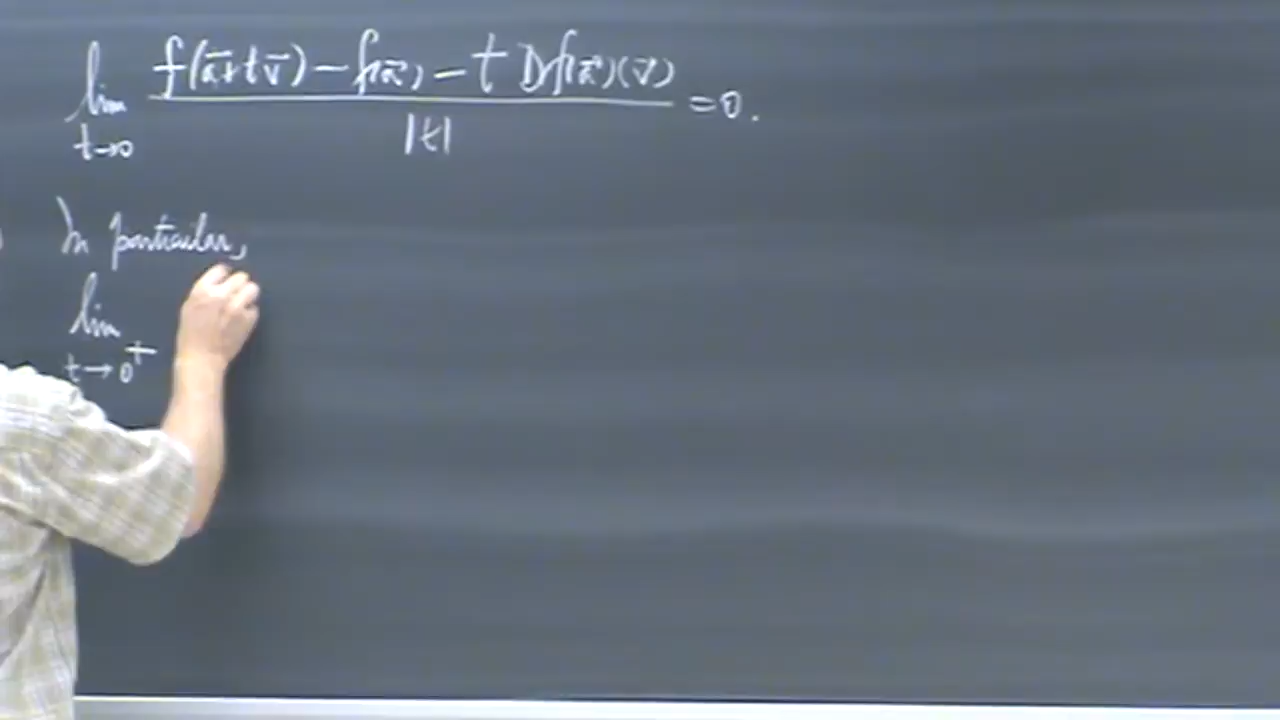 lim t→0 (f(a⃗+tv⃗) − f(a⃗) − t Df(a⃗)(v⃗)) / |t| = 0.
In particular,
lim t→0⁺